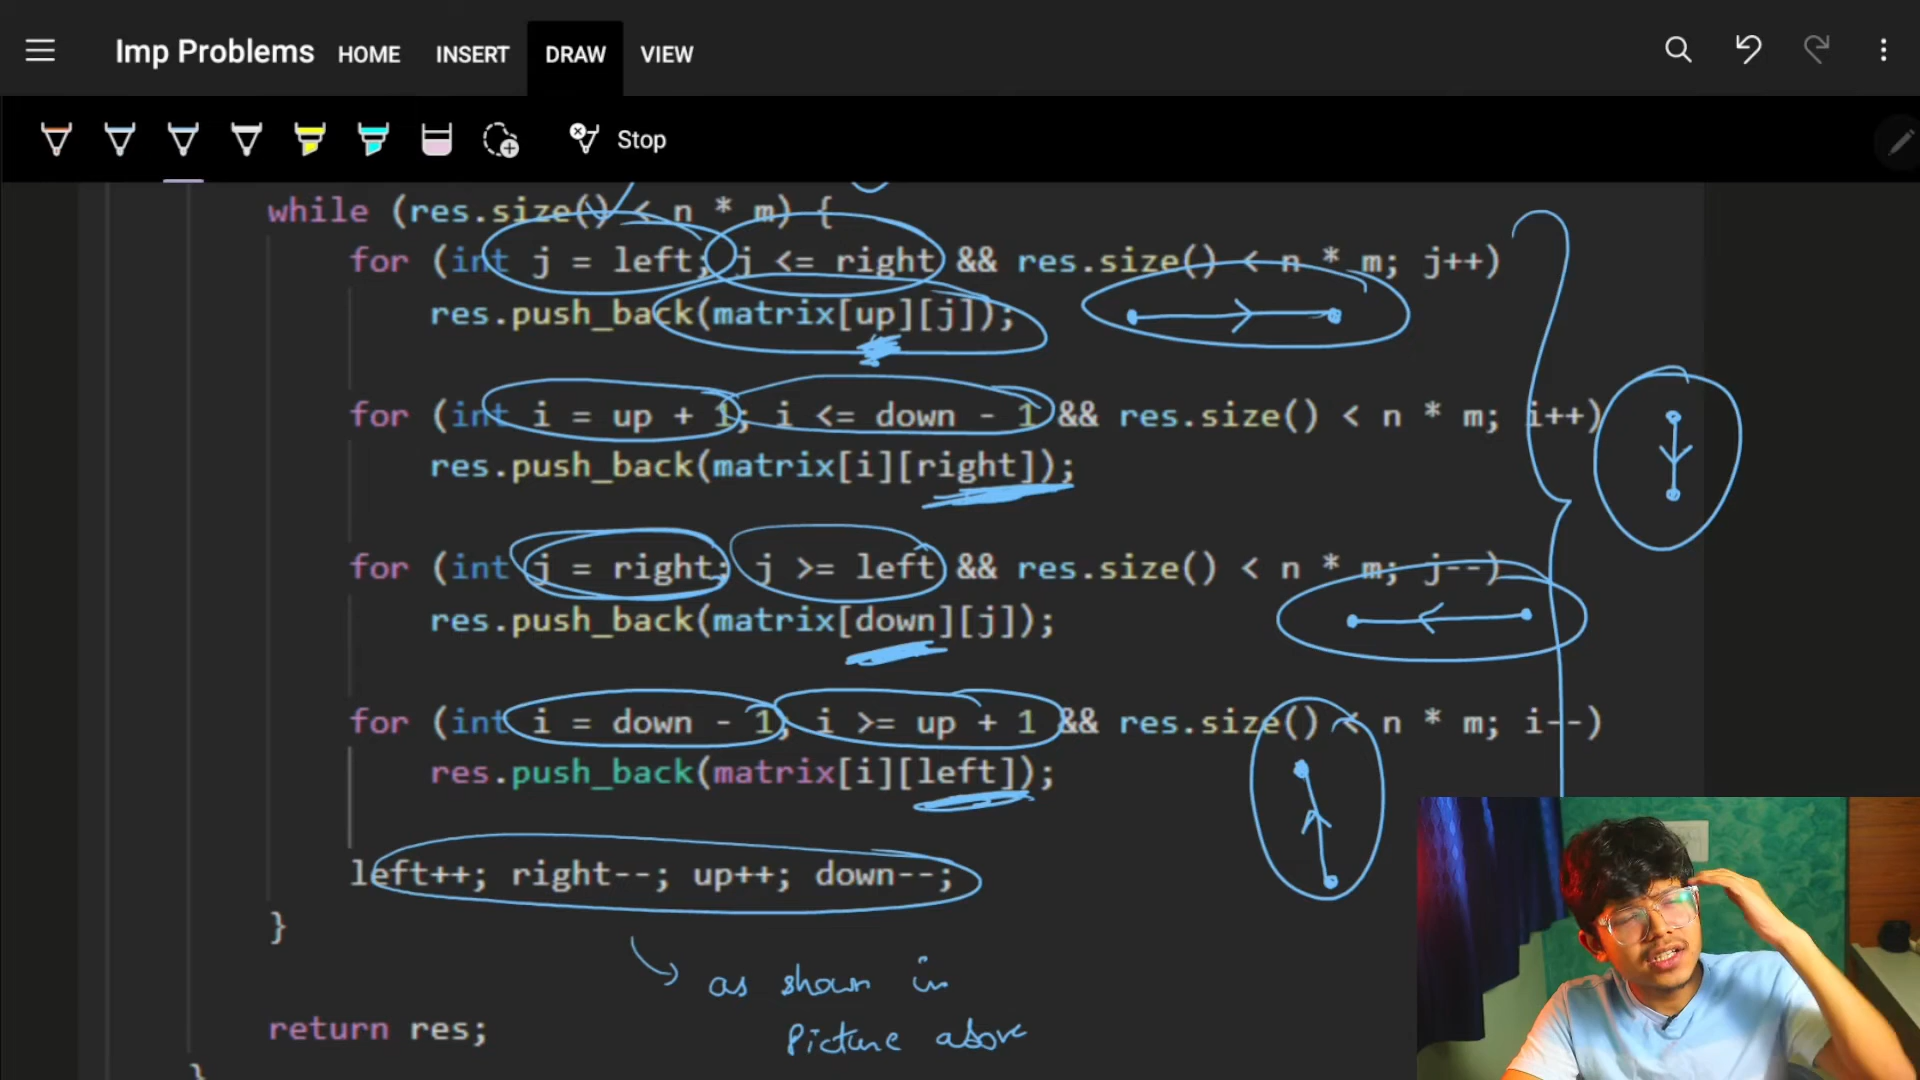 Imp Problems HOME INSERT DRAW VIEW
Stop
while (res.size() < n * m) {
for (int j = left; j <= right && res.size() < n * m; j++)
res.push_back(matrix[up][j]);
for (int i = up + 1; i <= down - 1 && res.size() < n * m; i++)
res.push_back(matrix[i][right]);
for (int j = right; j >= left && res.size() < n * m; j--)
res.push_back(matrix[down][j]);
for (int i = down - 1; i >= up + 1 && res.size() < n * m; i--)
res.push_back(matrix[i][left]);
left++; right--; up++; down--;
}
as shown in
Picture above
return res;
}